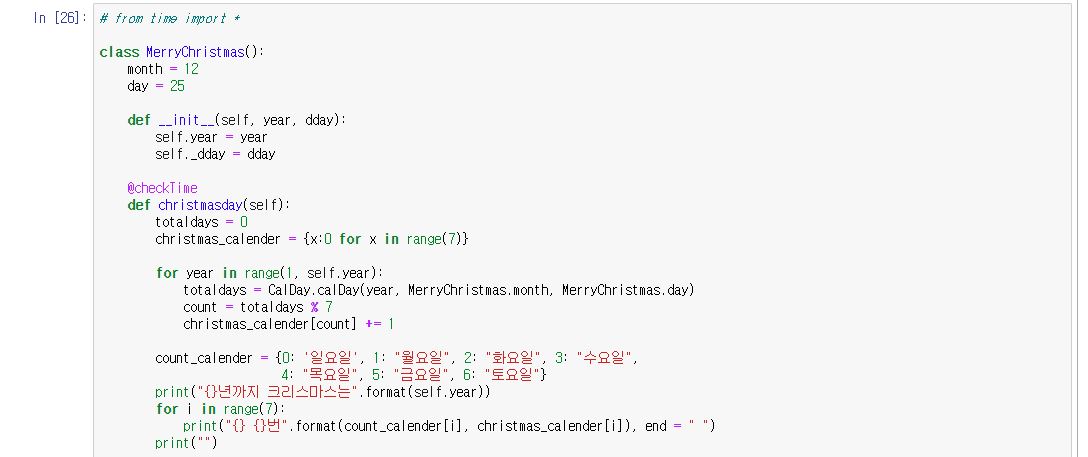 In [26]: # from time import *
class MerryChristmas():
    month = 12
    day = 25
    def __init__(self, year, dday):
        self.year = year
        self._dday = dday
    @checkTime
    def christmasday(self):
        totaldays = 0
        christmas_calender = {x:0 for x in range(7)}
        for year in range(1, self.year):
            totaldays = CalDay.calDay(year, MerryChristmas.month, MerryChristmas.day)
            count = totaldays % 7
            christmas_calender[count] += 1
        count_calender = {0: '일요일', 1: "월요일", 2: "화요일", 3: "수요일",
                          4: "목요일", 5: "금요일", 6: "토요일"}
        print("{}년까지 크리스마스는".format(self.year))
        for i in range(7):
            print("{} {}번".format(count_calender[i], christmas_calender[i]), end = " ")
        print("")